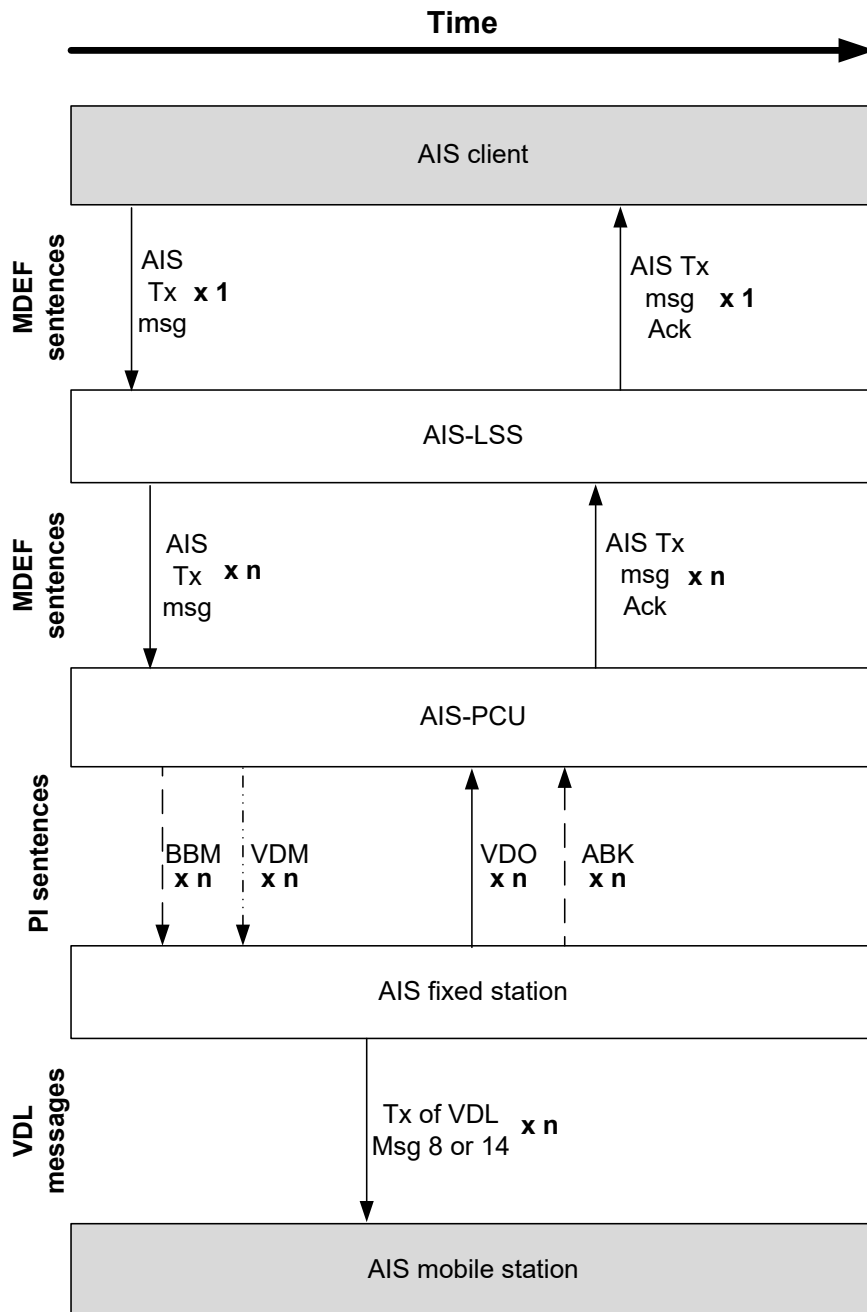 Time
AIS client
MDEF
sentences
AIS
Tx x 1
msg
AIS Tx
msg x 1
Ack
AIS-LSS
MDEF
sentences
AIS
Tx x n
msg
AIS Tx
msg x n
Ack
AIS-PCU
PI sentences
BBM
x n
VDM
x n
VDO
x n
ABK
x n
AIS fixed station
VDL
messages
Tx of VDL
Msg 8 or 14 x n
AIS mobile station